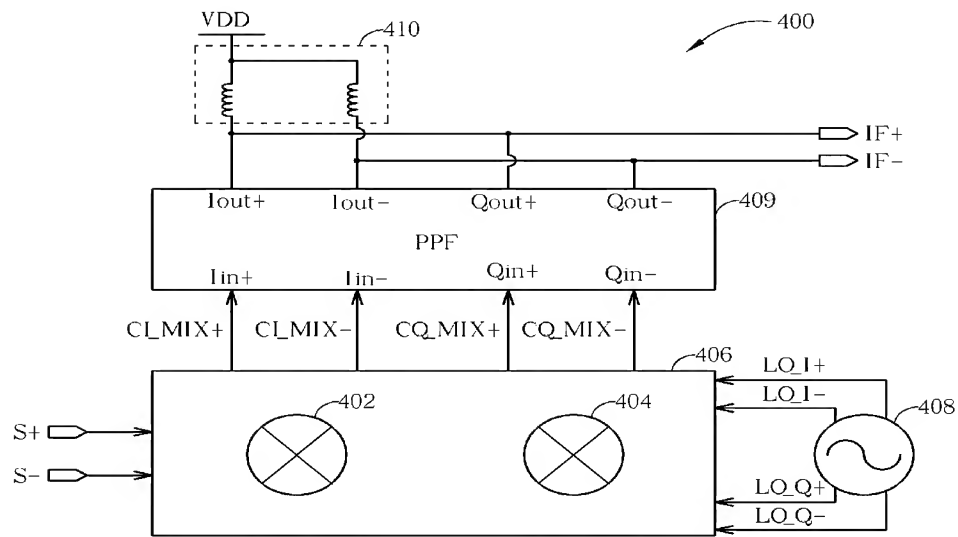 VDD
410
400
IF+
IF-
Iout+ Iout- Qout+ Qout-
409
PPF
Iin+ Iin- Qin+ Qin-
CI_MIX+ CI_MIX- CQ_MIX+ CQ_MIX-
406
LO_I+
LO_I-
402 404 408
S+
S-
LO_Q+
LO_Q-